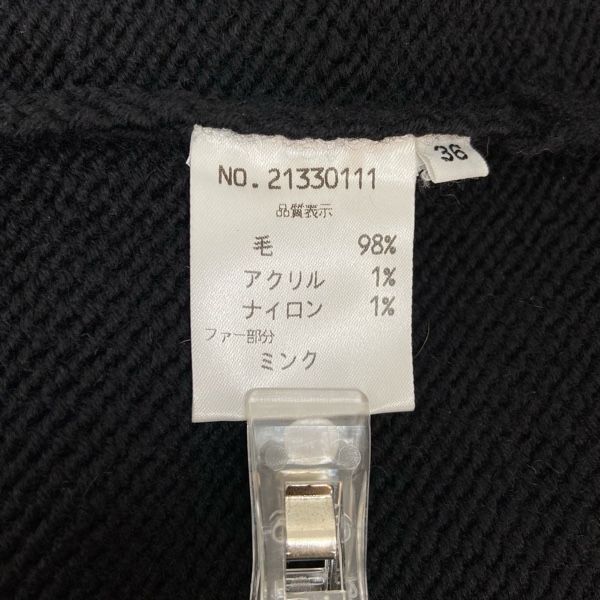 36
NO.21330111
品質表示
毛 98%
アクリル 1%
ナイロン 1%
ファー部分
ミンク